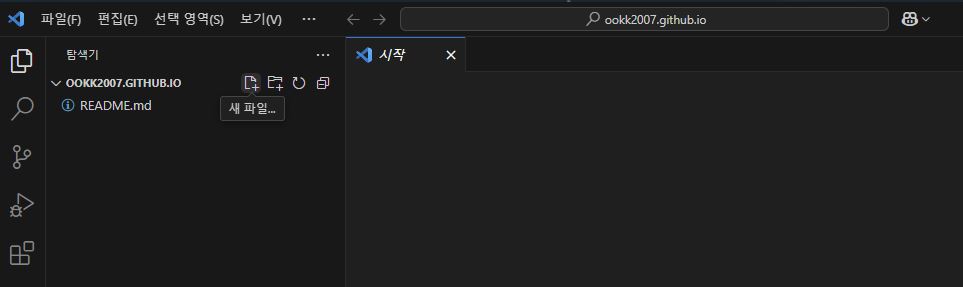 파일(F) 편집(E) 선택 영역(S) 보기(V) ··· ookk2007.github.io
탐색기 ···
시작
OOKK2007.GITHUB.IO
README.md
새 파일...